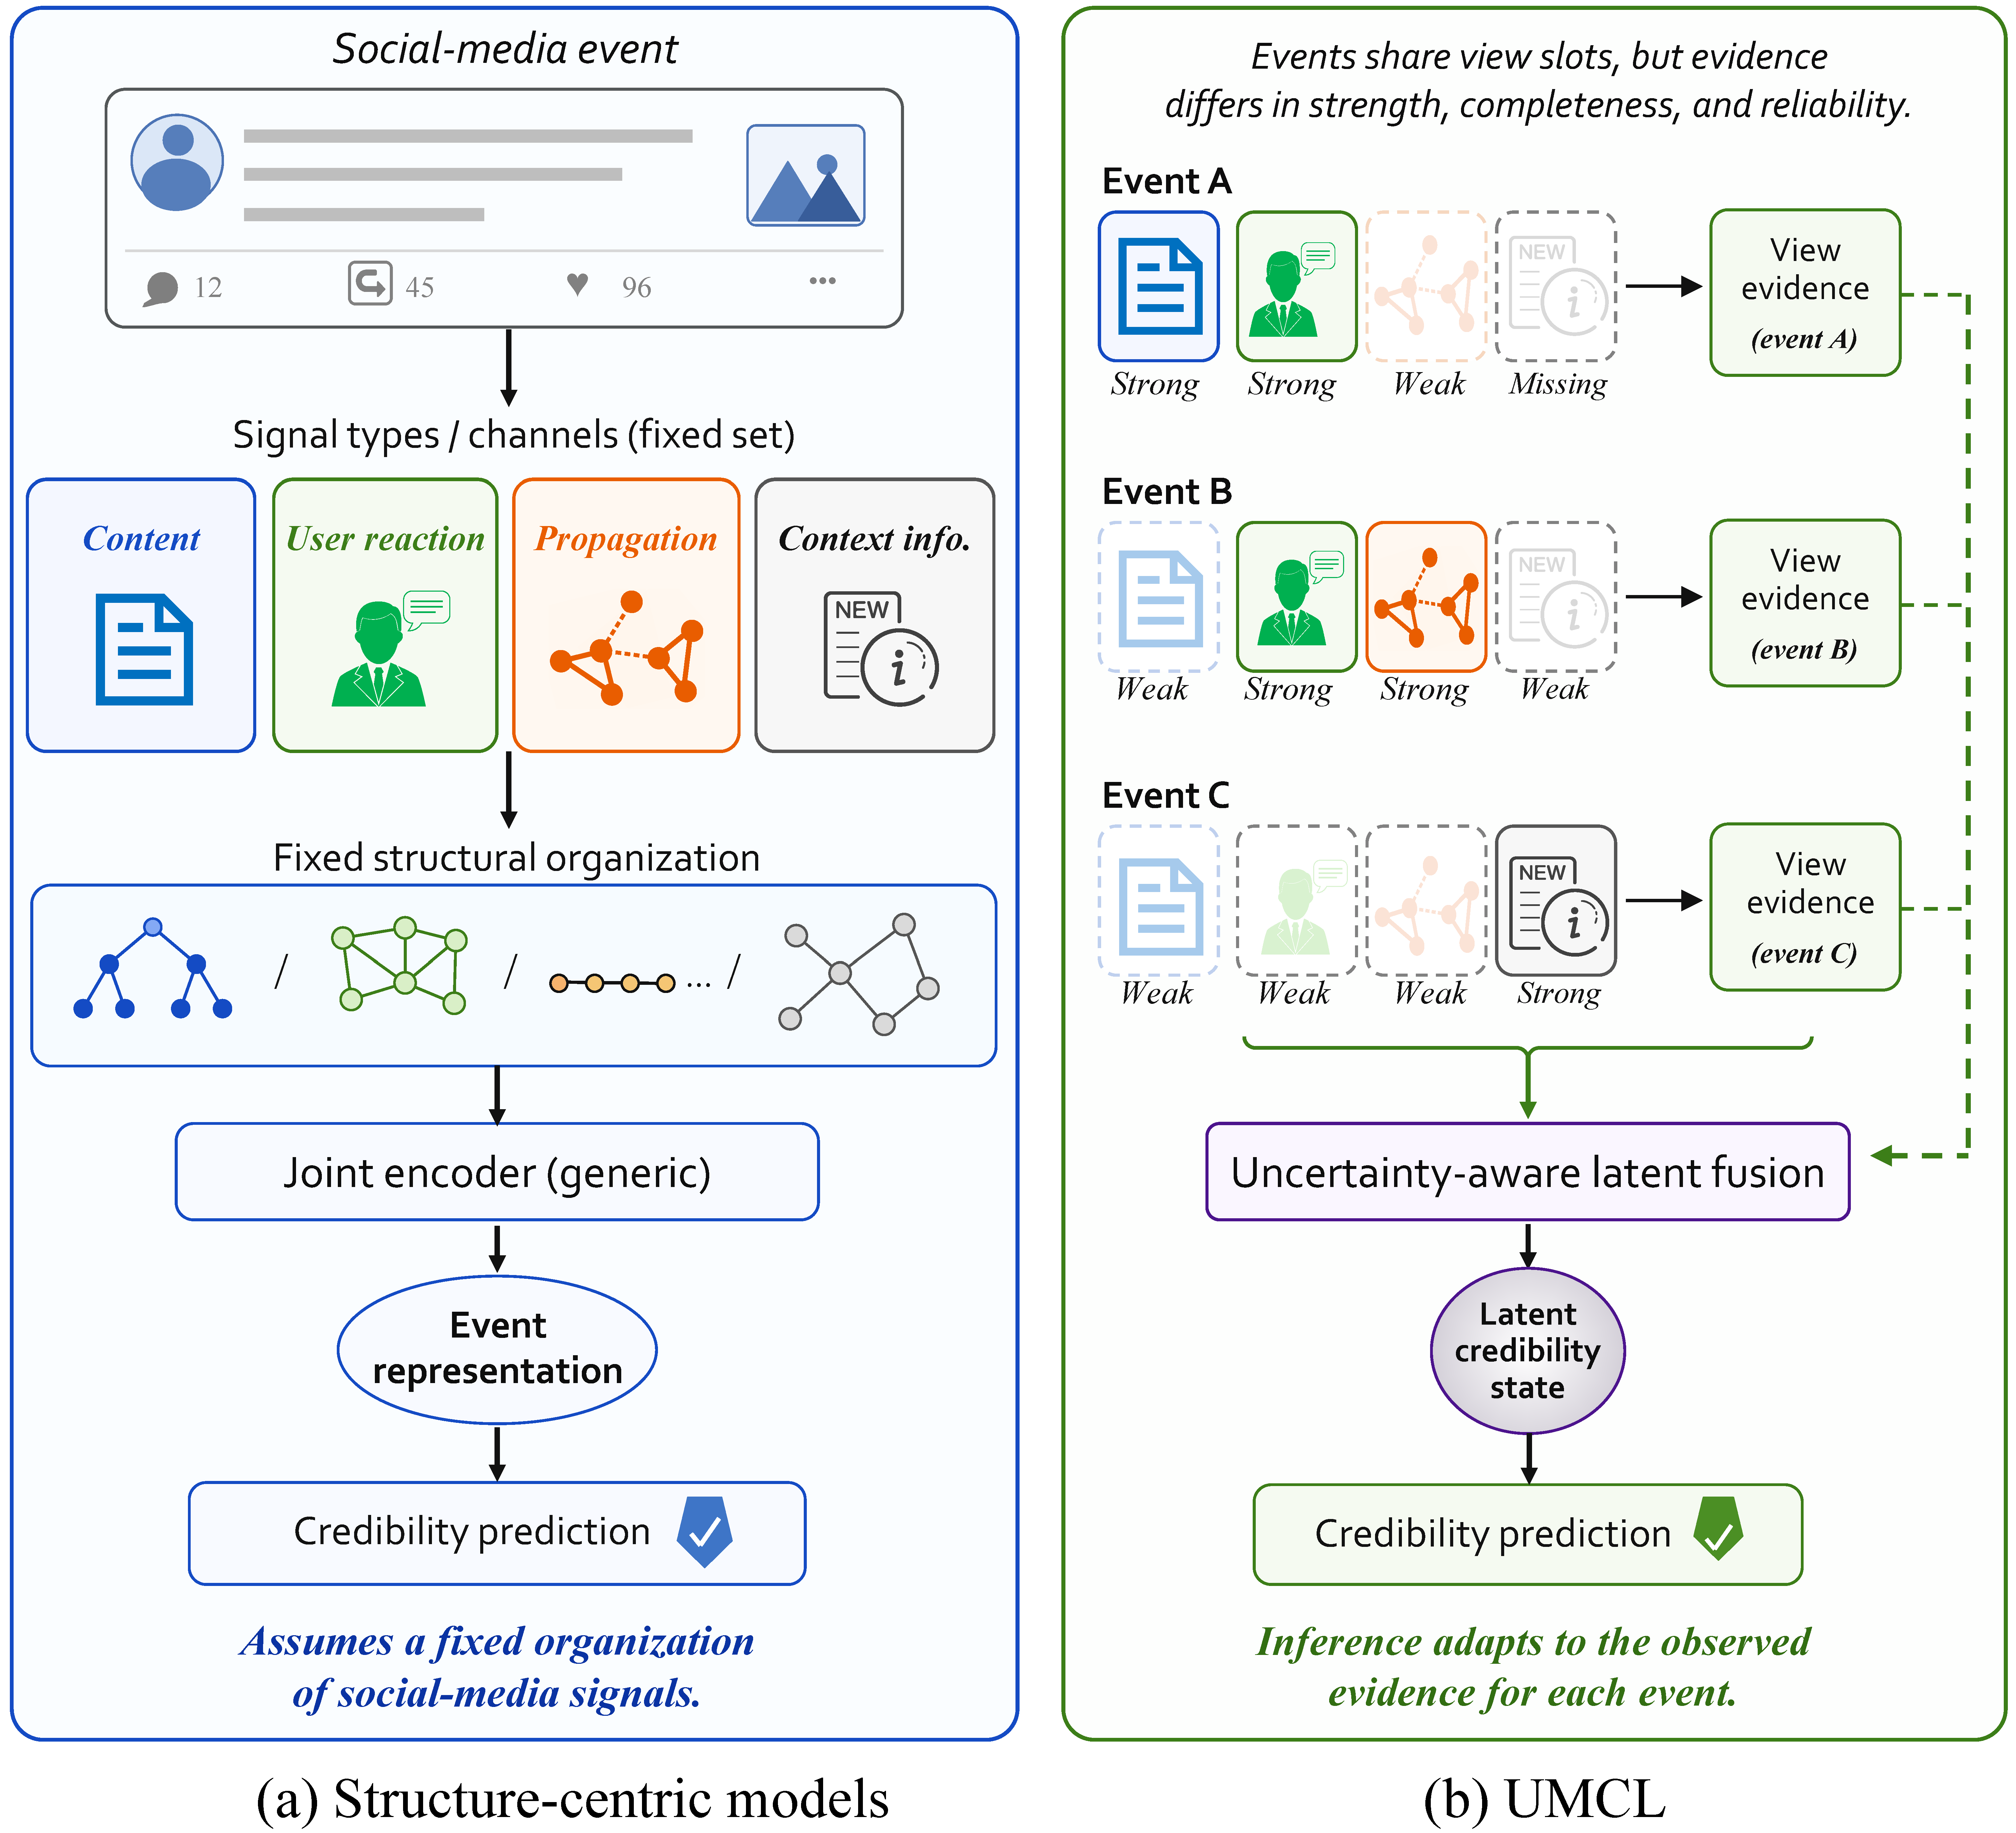 Social-media event
12
45
♥
96
•••
Signal types / channels (fixed set)
Content
User reaction
Propagation
Context info.
NEW
i
Fixed structural organization
/
/
... /
Joint encoder (generic)
Event
representation
Credibility prediction
Assumes a fixed organization
of social-media signals.
(a) Structure-centric models
Events share view slots, but evidence
differs in strength, completeness, and reliability.
Event A
NEW
i
Strong
Strong
Weak
Missing
View
evidence
(event A)
Event B
NEW
i
Weak
Strong
Strong
Weak
View
evidence
(event B)
Event C
NEW
i
Weak
Weak
Weak
Strong
View
evidence
(event C)
Uncertainty-aware latent fusion
Latent
credibility
state
Credibility prediction
Inference adapts to the observed
evidence for each event.
(b) UMCL